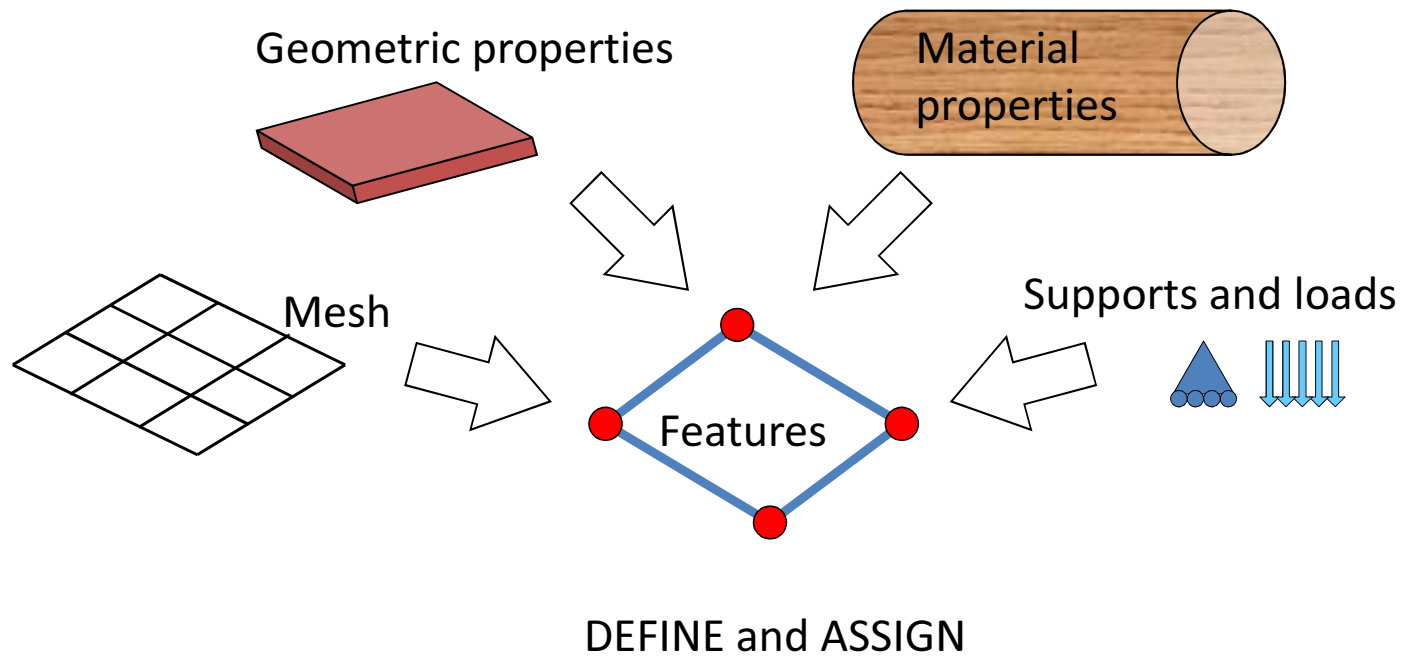 Geometric properties
Material
properties
Mesh
Supports and loads
Features
DEFINE and ASSIGN